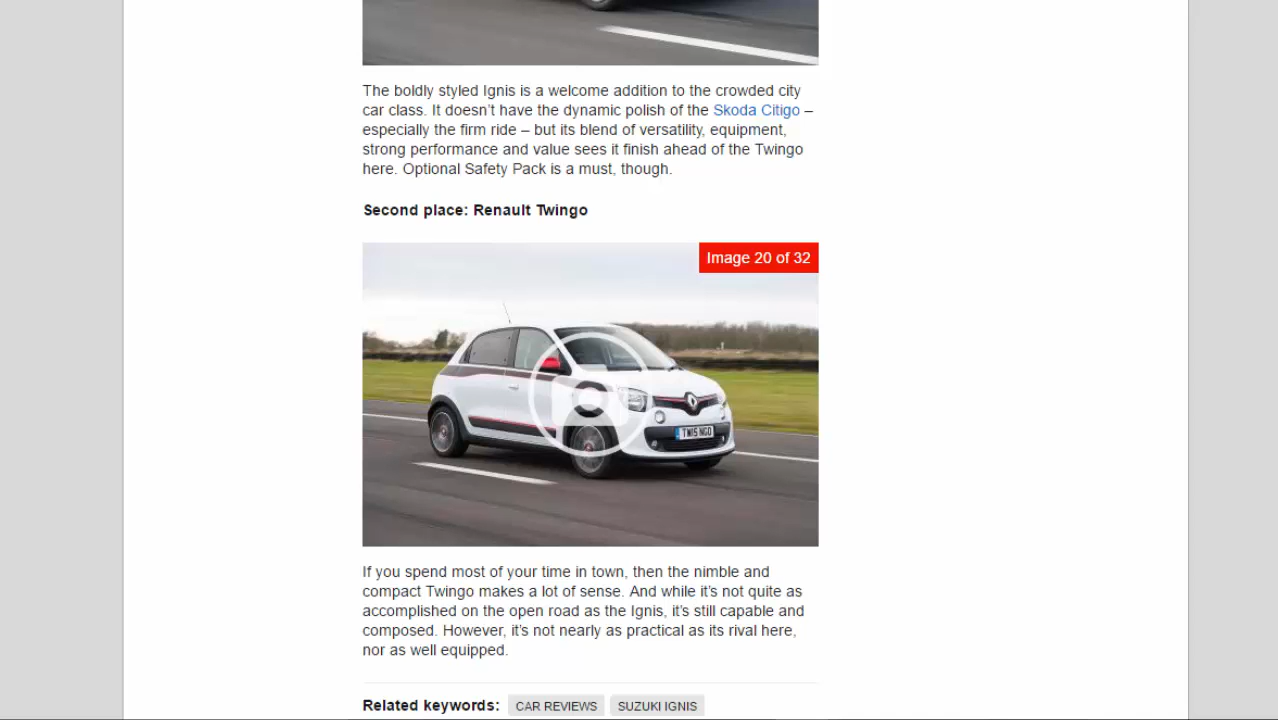 The boldly styled Ignis is a welcome addition to the crowded city
car class. It doesn’t have the dynamic polish of the Skoda Citigo –
especially the firm ride – but its blend of versatility, equipment,
strong performance and value sees it finish ahead of the Twingo
here. Optional Safety Pack is a must, though.
Second place: Renault Twingo
Image 20 of 32
TW15 NGO
If you spend most of your time in town, then the nimble and
compact Twingo makes a lot of sense. And while it’s not quite as
accomplished on the open road as the Ignis, it’s still capable and
composed. However, it’s not nearly as practical as its rival here,
nor as well equipped.
Related keywords: CAR REVIEWS SUZUKI IGNIS